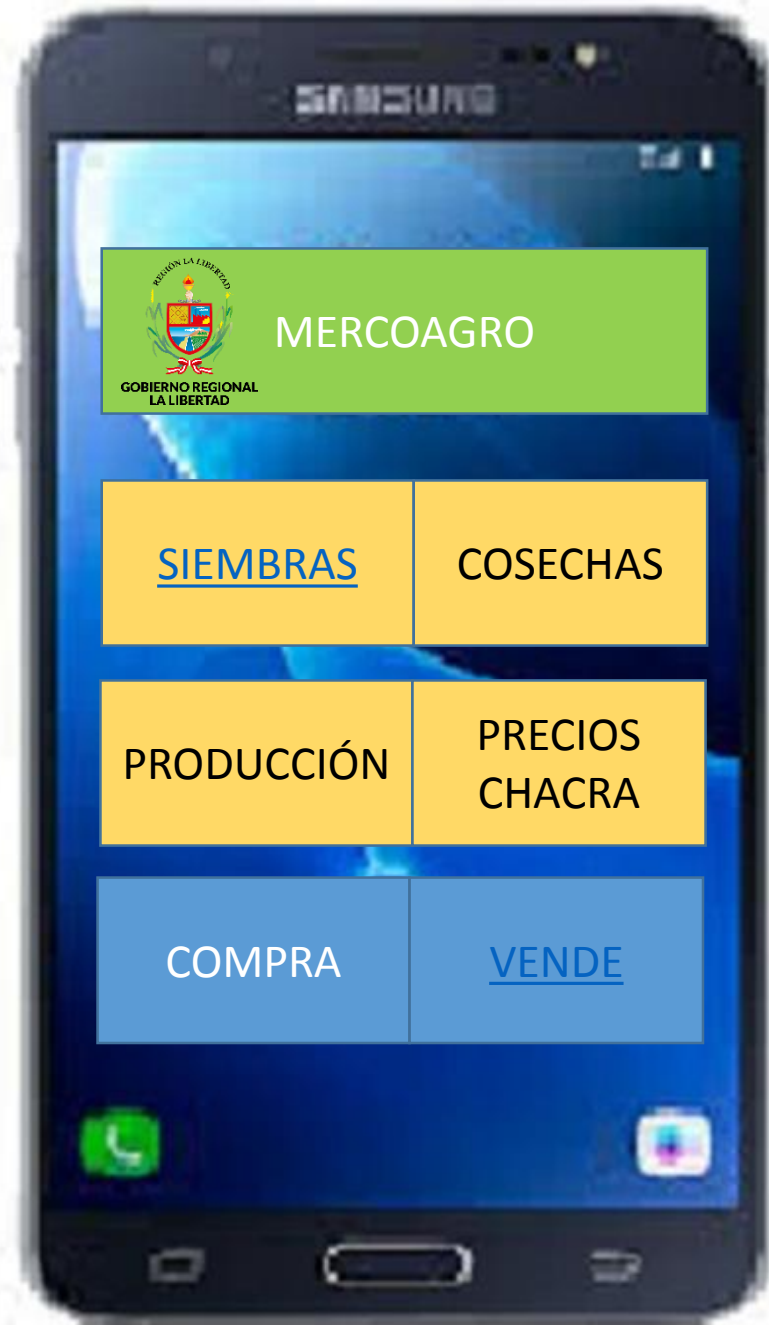 SAMSUNG
REGIÓN LA LIBERTAD
GOBIERNO REGIONAL
LA LIBERTAD
MERCOAGRO
SIEMBRAS
COSECHAS
PRODUCCIÓN
PRECIOS
CHACRA
COMPRA
VENDE